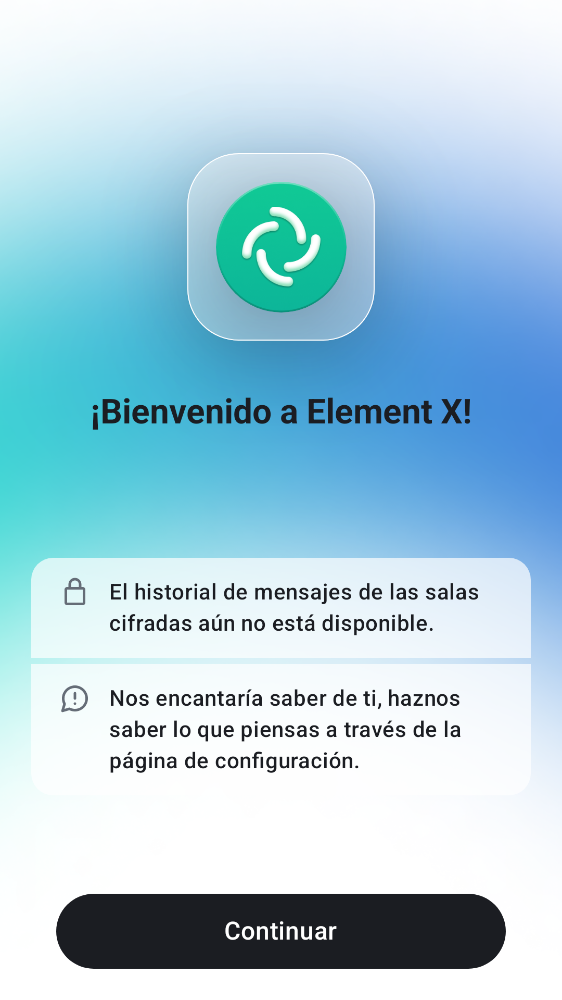 ¡Bienvenido a Element X!
El historial de mensajes de las salas
cifradas aún no está disponible.
Nos encantaría saber de ti, haznos
saber lo que piensas a través de la
página de configuración.
Continuar